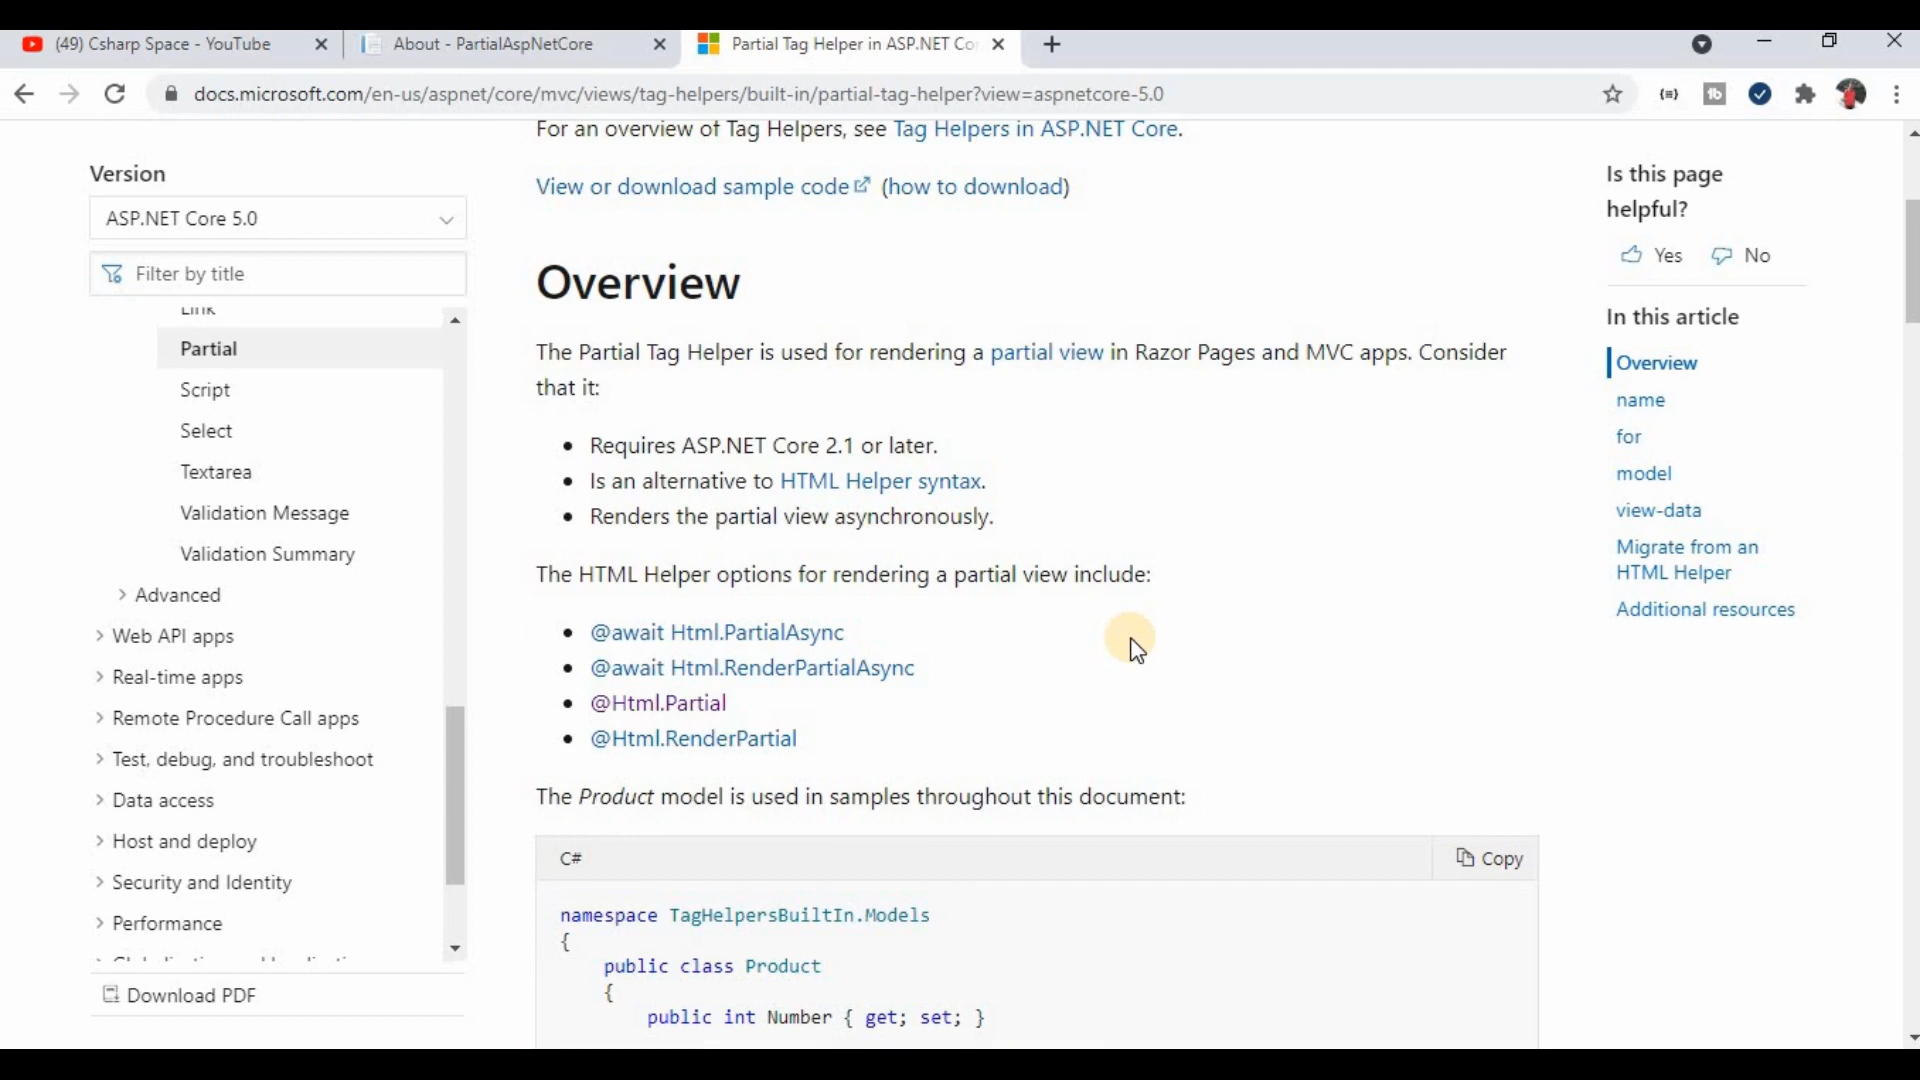 (49) Csharp Space - YouTube
About - PartialAspNetCore
Partial Tag Helper in ASP.NET Co
docs.microsoft.com/en-us/aspnet/core/mvc/views/tag-helpers/built-in/partial-tag-helper?view=aspnetcore-5.0
Version
ASP.NET Core 5.0
Filter by title
Link
Partial
Script
Select
Textarea
Validation Message
Validation Summary
Advanced
Web API apps
Real-time apps
Remote Procedure Call apps
Test, debug, and troubleshoot
Data access
Host and deploy
Security and Identity
Performance
Download PDF
For an overview of Tag Helpers, see Tag Helpers in ASP.NET Core.
View or download sample code (how to download)
Overview
The Partial Tag Helper is used for rendering a partial view in Razor Pages and MVC apps. Consider
that it:
• Requires ASP.NET Core 2.1 or later.
• Is an alternative to HTML Helper syntax.
• Renders the partial view asynchronously.
The HTML Helper options for rendering a partial view include:
• @await Html.PartialAsync
• @await Html.RenderPartialAsync
• @Html.Partial
• @Html.RenderPartial
The Product model is used in samples throughout this document:
C#
Copy
namespace TagHelpersBuiltIn.Models
{
public class Product
{
public int Number { get; set; }
Is this page
helpful?
Yes No
In this article
Overview
name
for
model
view-data
Migrate from an
HTML Helper
Additional resources